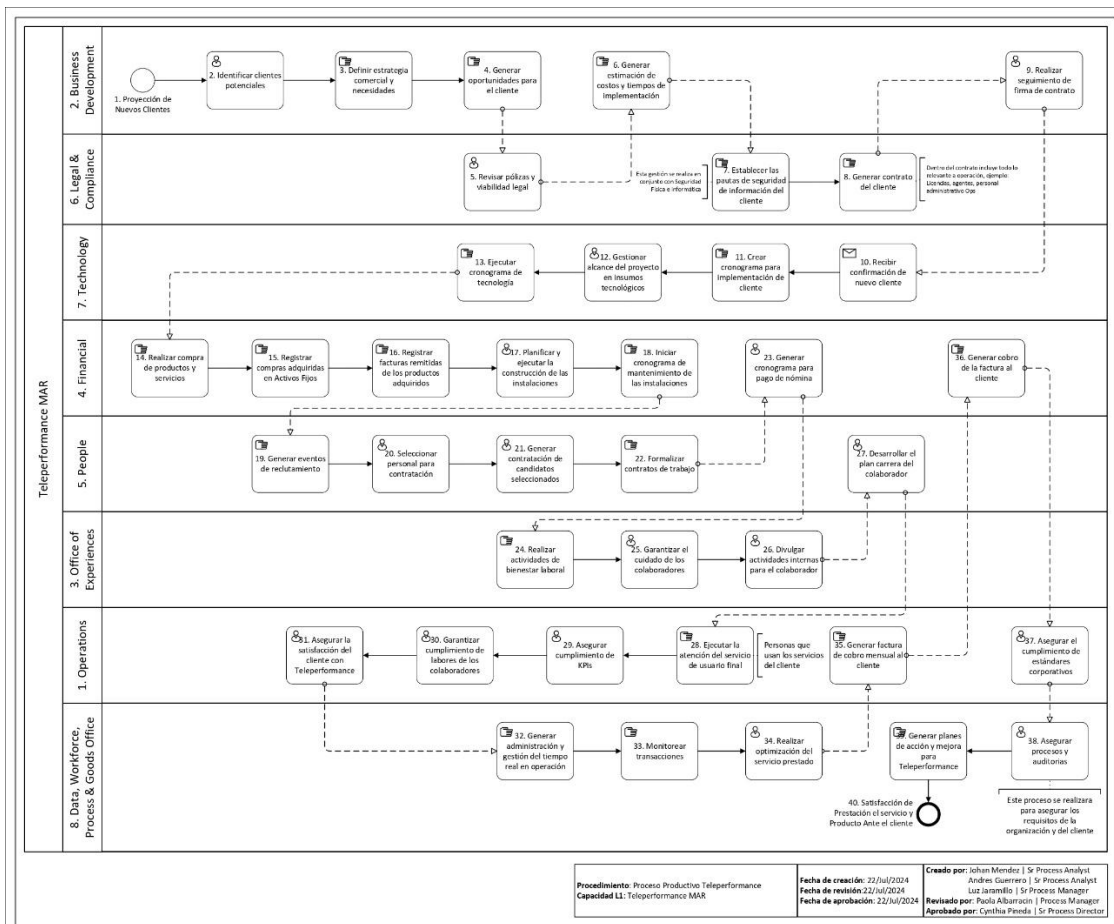 Teleperformance MAR
2. Business
Development
1. Proyección de
Nuevos Clientes
2. Identificar clientes
potenciales
3. Definir estrategia
comercial y
necesidades
4. Generar
oportunidades para
el cliente
6. Generar
estimación de
costos y tiempos de
implementación
9. Realizar
seguimiento de
firma de contrato
6. Legal &
Compliance
5. Revisar pólizas y
viabilidad legal
Esta gestión se realiza en
conjunto con Seguridad
Física e Informática
7. Establecer las
pautas de seguridad
de información del
cliente
8. Generar contrato
del cliente
Dentro del contrato incluye todo lo
relevante a operación, ejemplo:
Licencias, agentes, personal
administrativo Ops
7. Technology
13. Ejecutar
cronograma de
tecnología
12. Gestionar
alcance del proyecto
en insumos
tecnológicos
11. Crear
cronograma para
implementación de
cliente
10. Recibir
confirmación de
nuevo cliente
4. Financial
14. Realizar compra
de productos y
servicios
15. Registrar
compras adquiridas
en Activos Fijos
16. Registrar
facturas remitidas
de los productos
adquiridos
17. Planificar y
ejecutar la
construcción de las
instalaciones
18. Iniciar
cronograma de
mantenimiento de
las instalaciones
23. Generar
cronograma para
pago de nómina
36. Generar cobro
de la factura al
cliente
5. People
19. Generar eventos
de reclutamiento
20. Seleccionar
personal para
contratación
21. Generar
contratación de
candidatos
seleccionados
22. Formalizar
contratos de trabajo
27. Desarrollar el
plan carrera del
colaborador
3. Office of
Experiences
24. Realizar
actividades de
bienestar laboral
25. Garantizar el
cuidado de los
colaboradores
26. Divulgar
actividades internas
para el colaborador
1. Operations
31. Asegurar la
satisfacción del
cliente con
Teleperformance
30. Garantizar
cumplimiento de
labores de los
colaboradores
29. Asegurar
cumplimiento de
KPIs
28. Ejecutar la
atención del servicio
de usuario final
Personas que
usan los servicios
del cliente
35. Generar factura
de cobro mensual al
cliente
37. Asegurar el
cumplimiento de
estándares
corporativos
8. Data, Workforce,
Process & Goods Office
32. Generar
administración y
gestión del tiempo
real en operación
33. Monitorear
transacciones
34. Realizar
optimización del
servicio prestado
39. Generar planes
de acción y mejora
para
Teleperformance
38. Asegurar
procesos y
auditorias
40. Satisfacción de
Prestación el servicio y
Producto Ante el cliente
Este proceso se realizara
para asegurar los
requisitos de la
organización y del cliente
Procedimiento: Proceso Productivo Teleperformance
Capacidad L1: Teleperformance MAR
Fecha de creación: 22/Jul/2024
Fecha de revisión:22/Jul/2024
Fecha de aprobación: 22/Jul/2024
Creado por: Johan Mendez | Sr Process Analyst
Andres Guerrero | Sr Process Analyst
Luz Jaramillo | Sr Process Manager
Revisado por: Paola Albarracin | Process Manager
Aprobado por: Cynthia Pineda | Sr Process Director